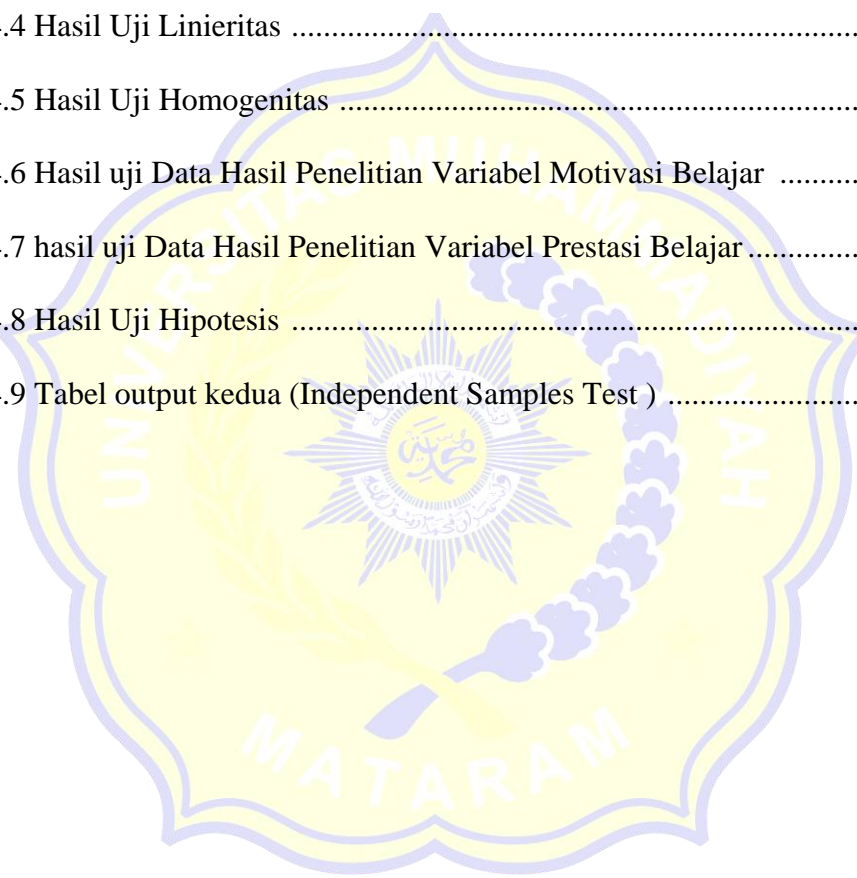 .4 Hasil Uji Linieritas ......................................................................
.5 Hasil Uji Homogenitas ................................................................
.6 Hasil uji Data Hasil Penelitian Variabel Motivasi Belajar ..........
.7 hasil uji Data Hasil Penelitian Variabel Prestasi Belajar ..............
.8 Hasil Uji Hipotesis ......................................................................
.9 Tabel output kedua (Independent Samples Test ) ........................
UNIVERSITAS MUHAMMADIYAH
MATARAM